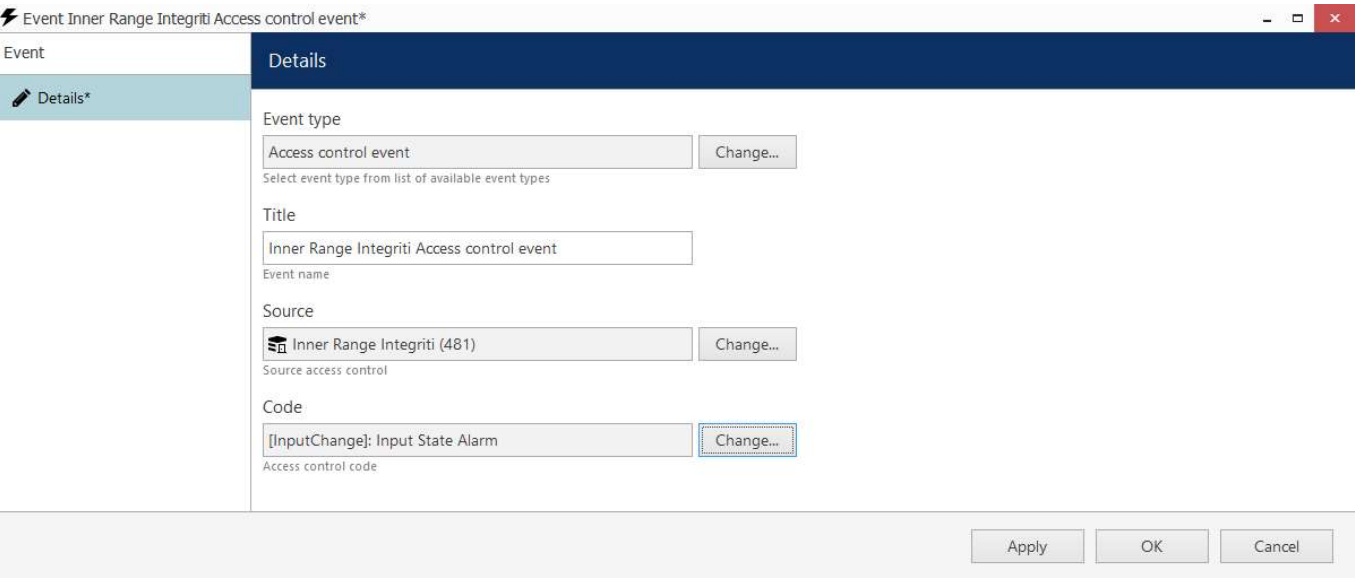 Event Inner Range Integriti Access control event*
Event
Details
Details*
Event type
Access control event
Change...
Select event type from list of available event types
Title
Inner Range Integriti Access control event
Event name
Source
Inner Range Integriti (481)
Change...
Source access control
Code
[InputChange]: Input State Alarm
Change...
Access control code
Apply
OK
Cancel